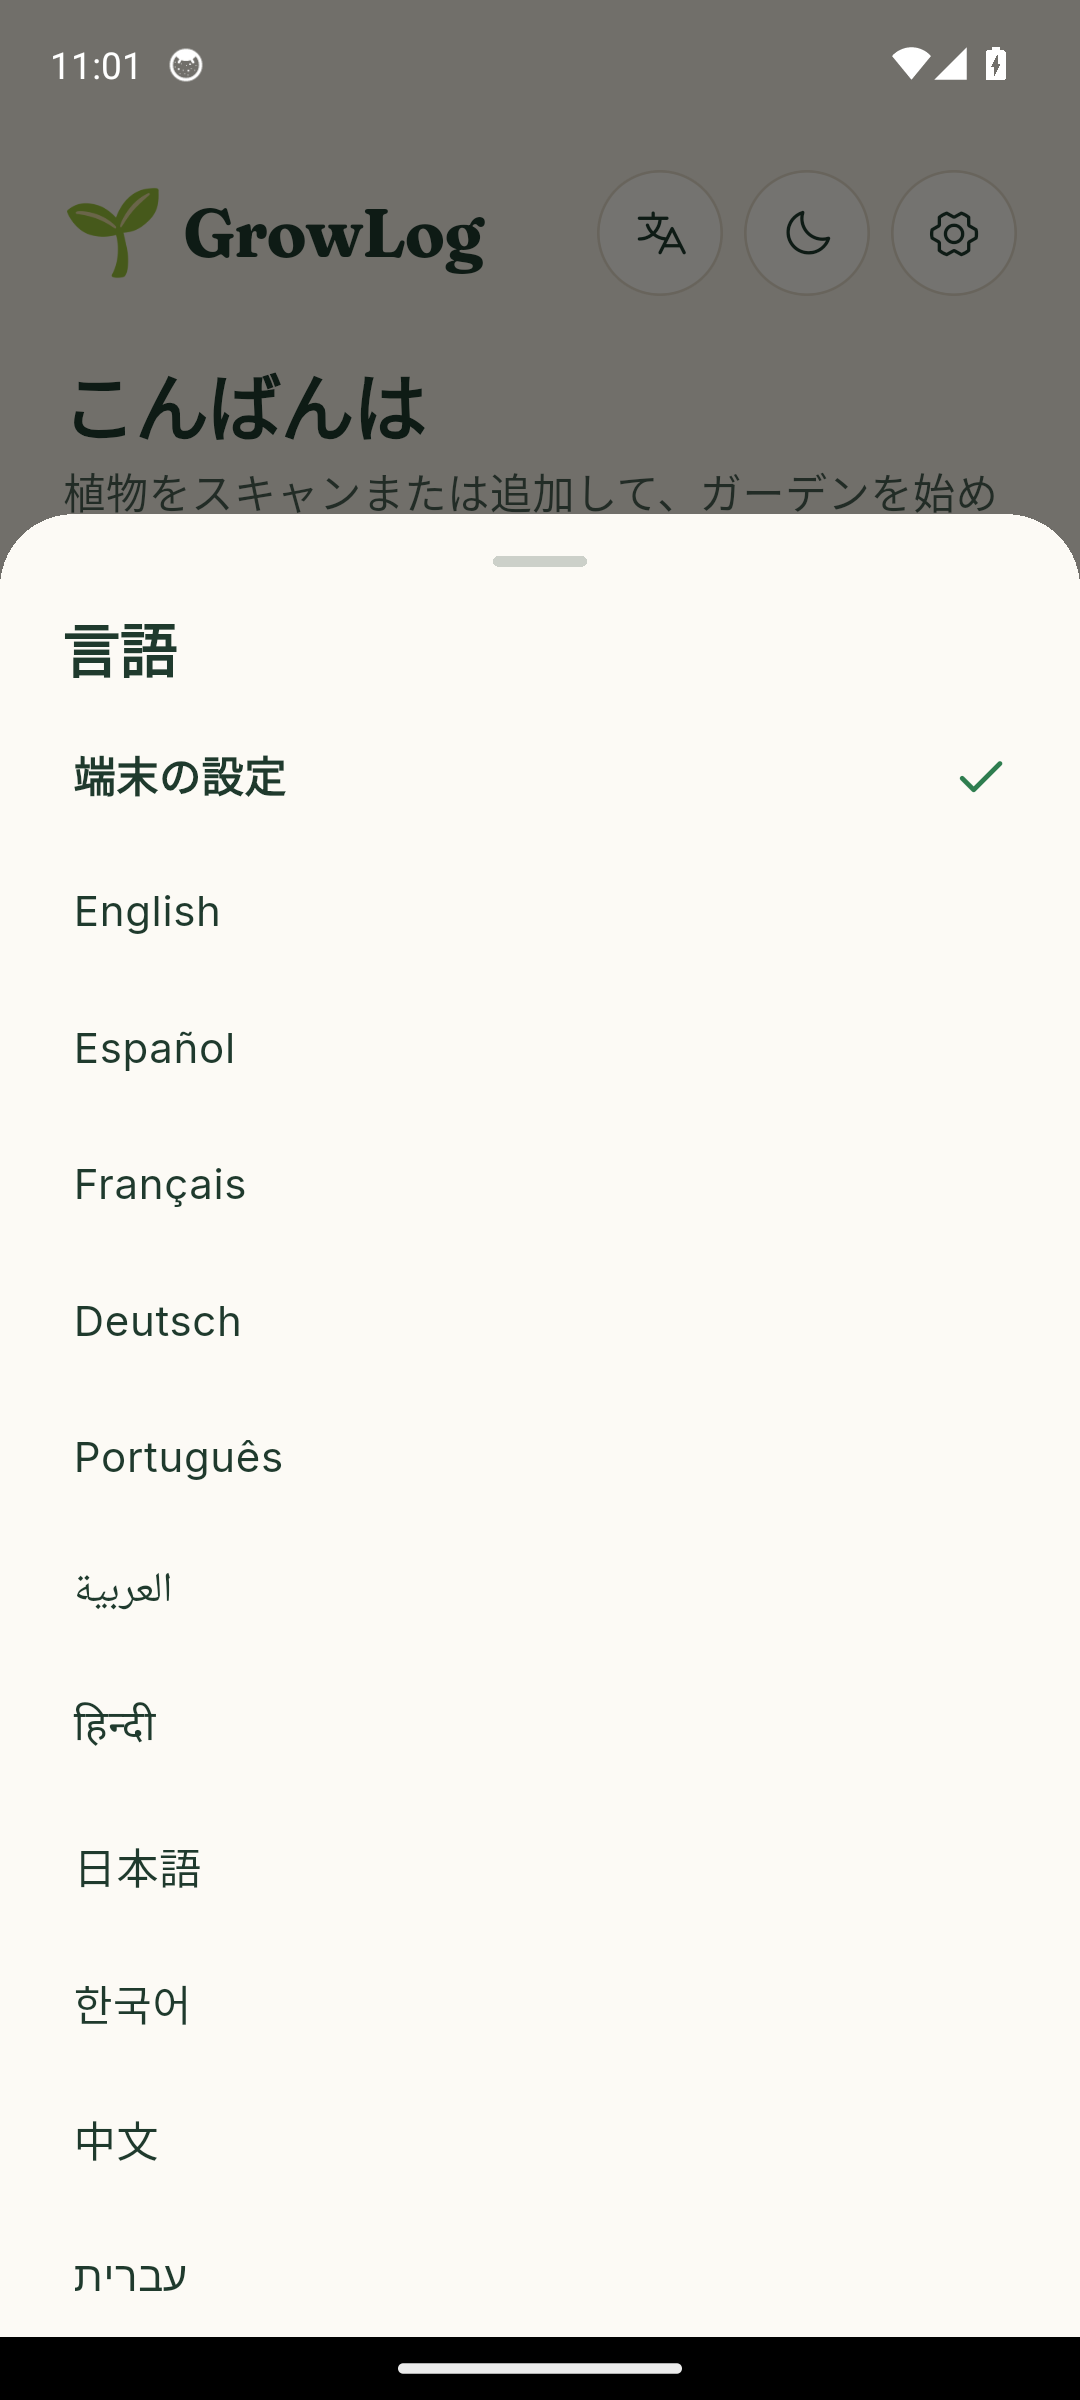 11:01
GrowLog
こんばんは
植物をスキャンまたは追加して、ガーデンを始め
言語
端末の設定
English
Español
Français
Deutsch
Português
العربية
हिन्दी
日本語
한국어
中文
עברית